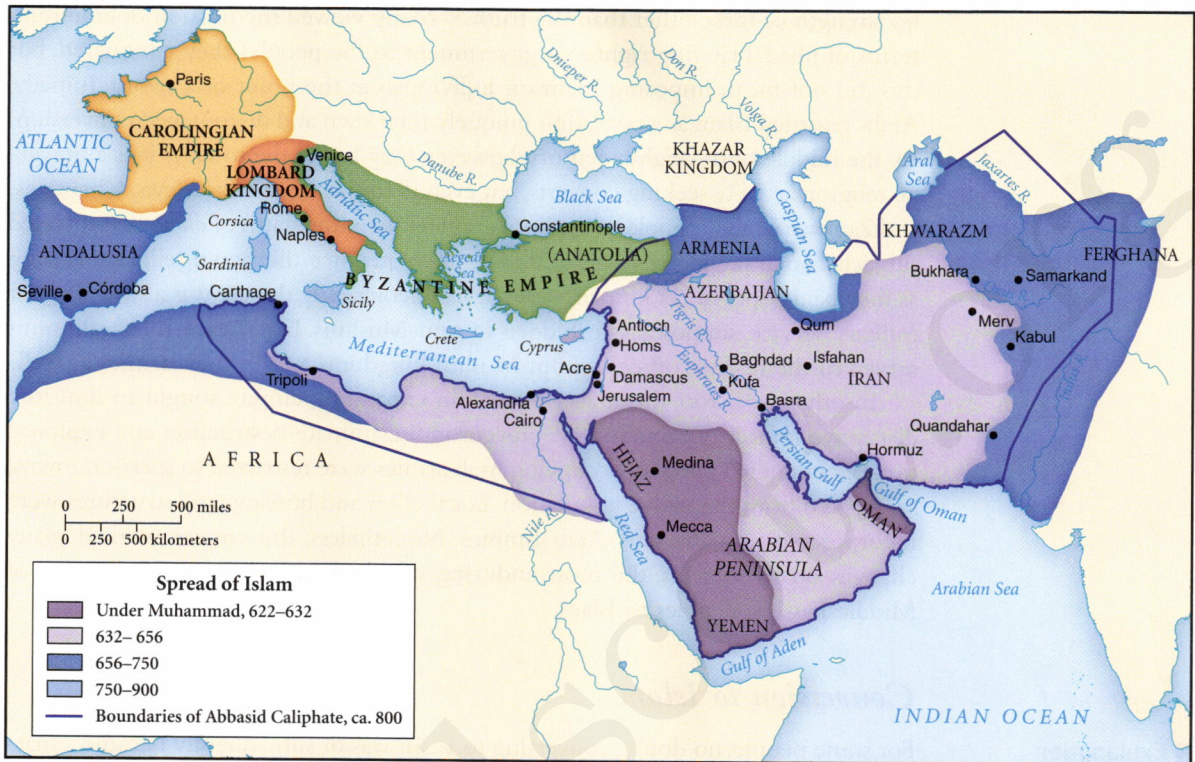 Paris
ATLANTIC
OCEAN
CAROLINGIAN
EMPIRE
Venice
LOMBARD
KINGDOM
Rome
Naples
Corsica
Sardinia
Sicily
Adriatic Sea
Danube R.
Dnieper R.
Don R.
Volga R.
KHAZAR
KINGDOM
Black Sea
Constantinople
(ANATOLIA)
BYZANTINE EMPIRE
Aegean
Sea
Crete
Cyprus
Mediterranean Sea
ANDALUSIA
Seville
Córdoba
Carthage
Tripoli
Alexandria
Cairo
AFRICA
Nile R.
Caspian Sea
Aral
Sea
Jaxartes R.
KHWARAZM
FERGHANA
ARMENIA
AZERBAIJAN
Bukhara
Samarkand
Merv
Kabul
Quandahar
Indus R.
Tigris R.
Euphrates R.
Antioch
Homs
Acre
Damascus
Jerusalem
Baghdad
Kufa
Basra
Qum
Isfahan
IRAN
Hormuz
Persian Gulf
Gulf of Oman
OMAN
HEJAZ
Medina
Mecca
Red Sea
ARABIAN
PENINSULA
YEMEN
Gulf of Aden
Arabian Sea
INDIAN OCEAN
0 250 500 miles
0 250 500 kilometers
Spread of Islam
Under Muhammad, 622–632
632– 656
656–750
750–900
Boundaries of Abbasid Caliphate, ca. 800